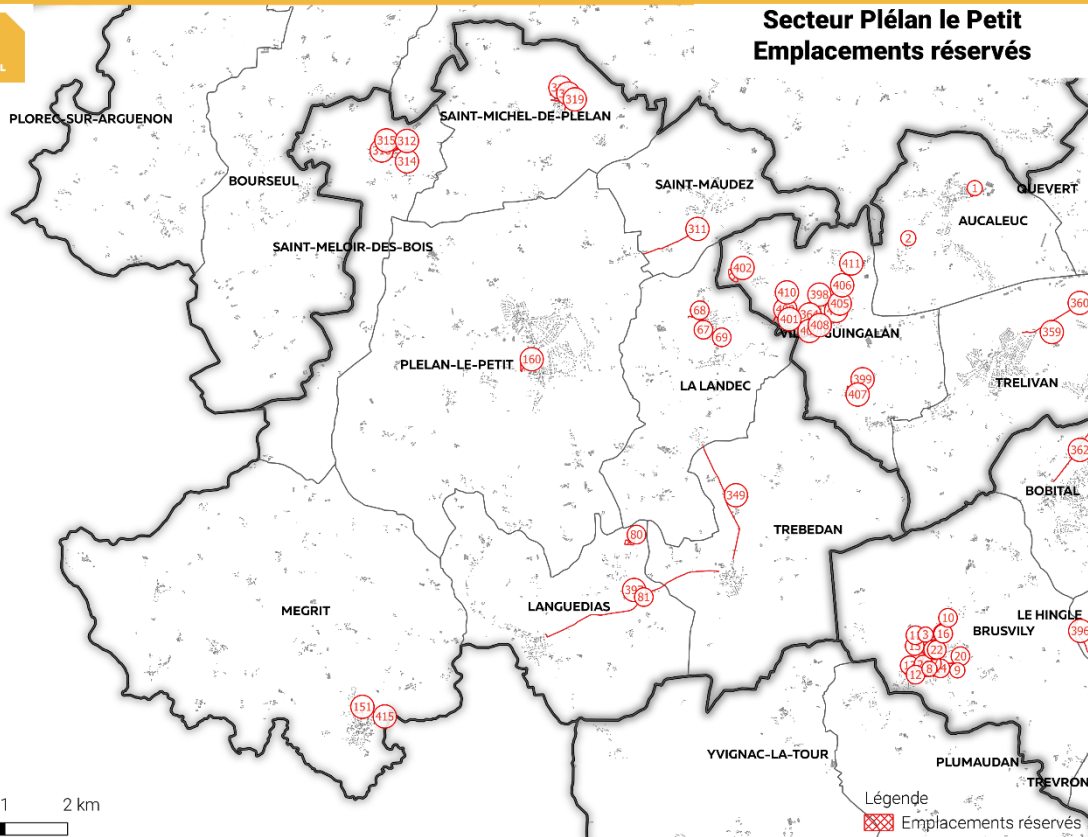 Secteur Plélan le Petit
Emplacements réservés
L
PLOREC-SUR-ARGUENON
SAINT-MICHEL-DE-PLELAN
319
315
312
314
BOURSEUL
SAINT-MAUDEZ
1
QUEVERT
AUCALEUC
2
SAINT-MELOIR-DES-BOIS
311
402
411
406
410
398
405
401
408
GUINGALAN
68
67
69
360
359
PLELAN-LE-PETIT
160
LA LANDEC
399
407
TRELIVAN
362
BOBITAL
349
TREBEDAN
80
397
81
LANGUEDIAS
MEGRIT
LE HINGLE
396
BRUSVILY
10
11
3
16
22
20
8
9
12
151
415
YVIGNAC-LA-TOUR
PLUMAUDAN
TREVRON
1
2 km
Légende
Emplacements réservés